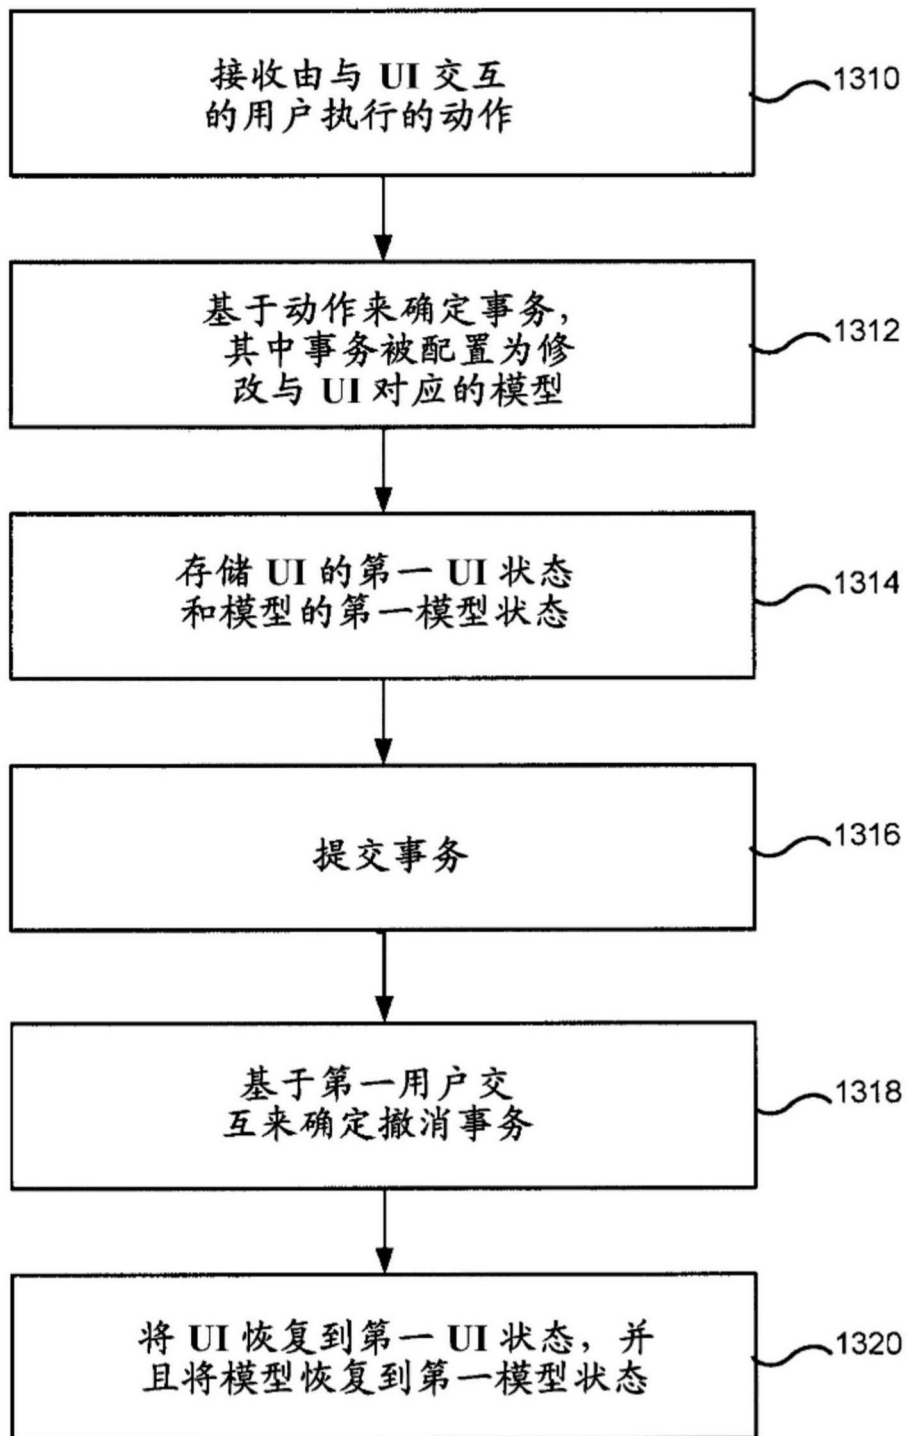 接收由与 UI 交互
的用户执行的动作
1310
基于动作来确定事务，
其中事务被配置为修
改与 UI 对应的模型
1312
存储 UI 的第一 UI 状态
和模型的第一模型状态
1314
提交事务
1316
基于第一用户交
互来确定撤消事务
1318
将 UI 恢复到第一 UI 状态，并
且将模型恢复到第一模型状态
1320